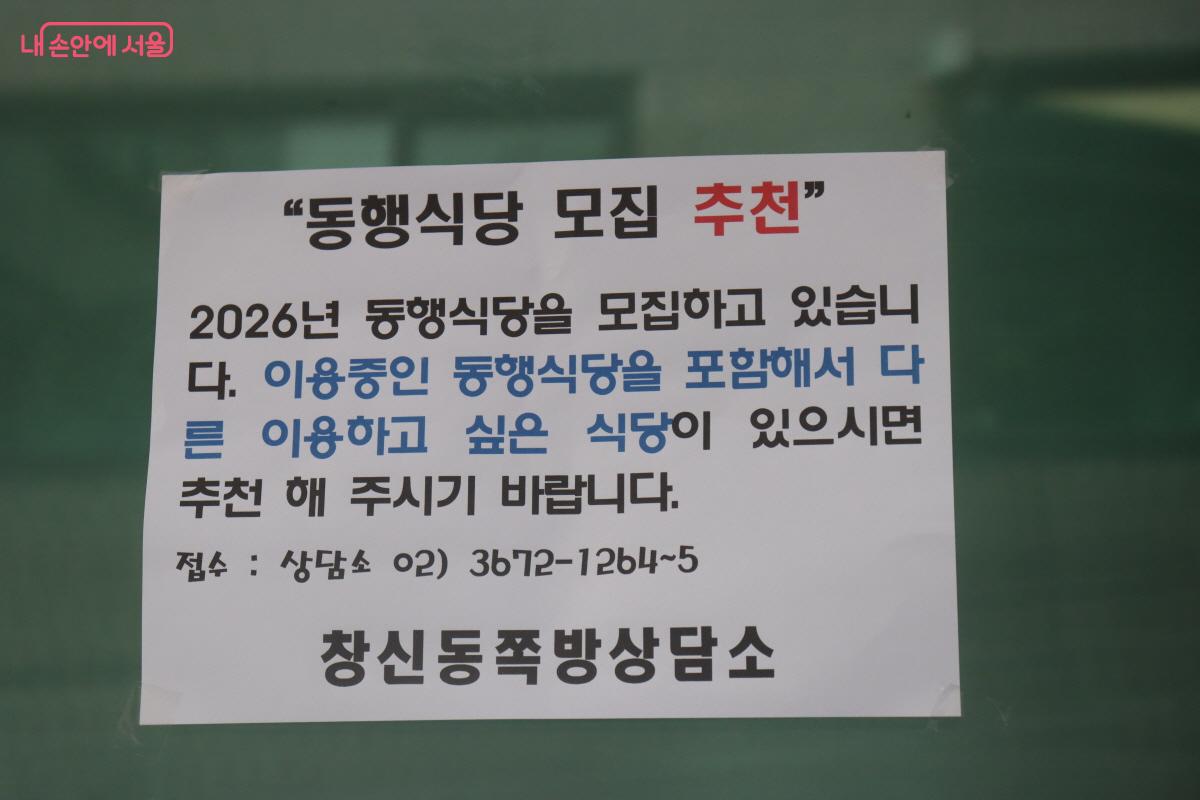 내 손안에 서울
“동행식당 모집 추천”
2026년 동행식당을 모집하고 있습니
다. 이용중인 동행식당을 포함해서 다
른 이용하고 싶은 식당이 있으시면
추천 해 주시기 바랍니다.
접수 : 상담소 02) 3672-1264~5
창신동쪽방상담소